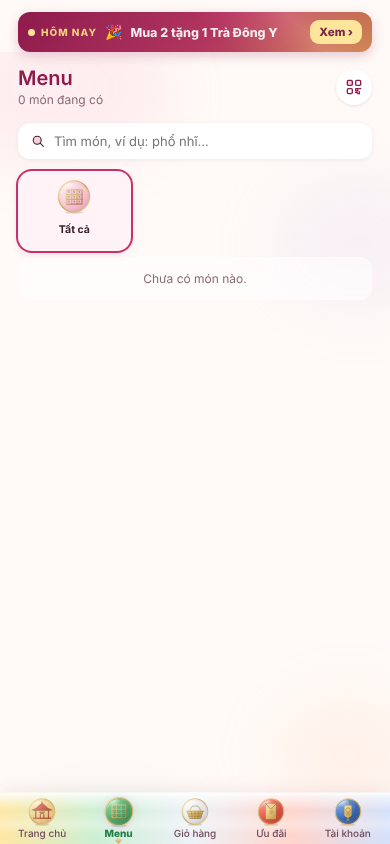 HÔM NAY 🎉 Mua 2 tặng 1 Trà Đông Y Xem ›
Menu
0 món đang có
Tìm món, ví dụ: phổ nhĩ...
Tất cả
Chưa có món nào.
Trang chủ Menu Giỏ hàng Ưu đãi Tài khoản